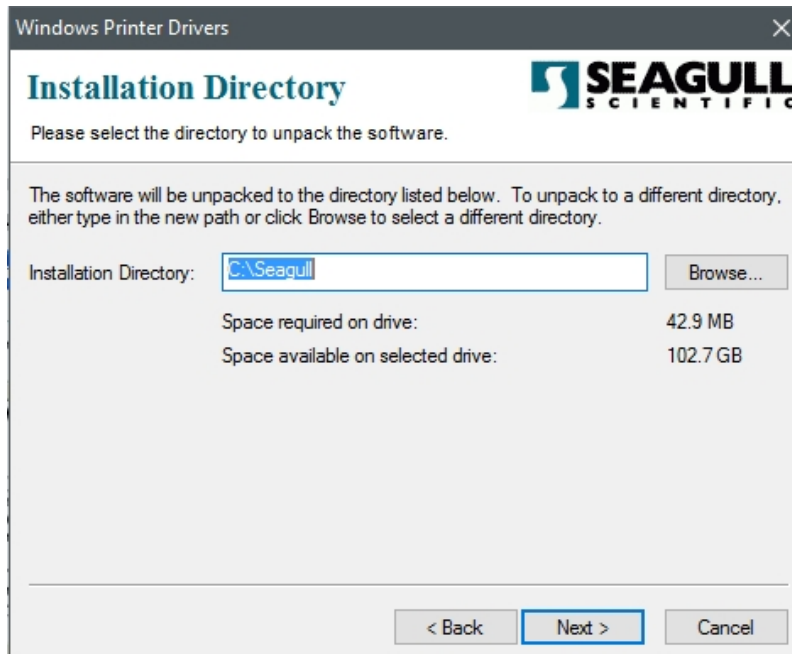 Windows Printer Drivers
Installation Directory
SEAGULL
SCIENTIFIC
Please select the directory to unpack the software.
The software will be unpacked to the directory listed below. To unpack to a different directory,
either type in the new path or click Browse to select a different directory.
Installation Directory: C:\Seagull Browse...
Space required on drive: 42.9 MB
Space available on selected drive: 102.7 GB
< Back Next > Cancel